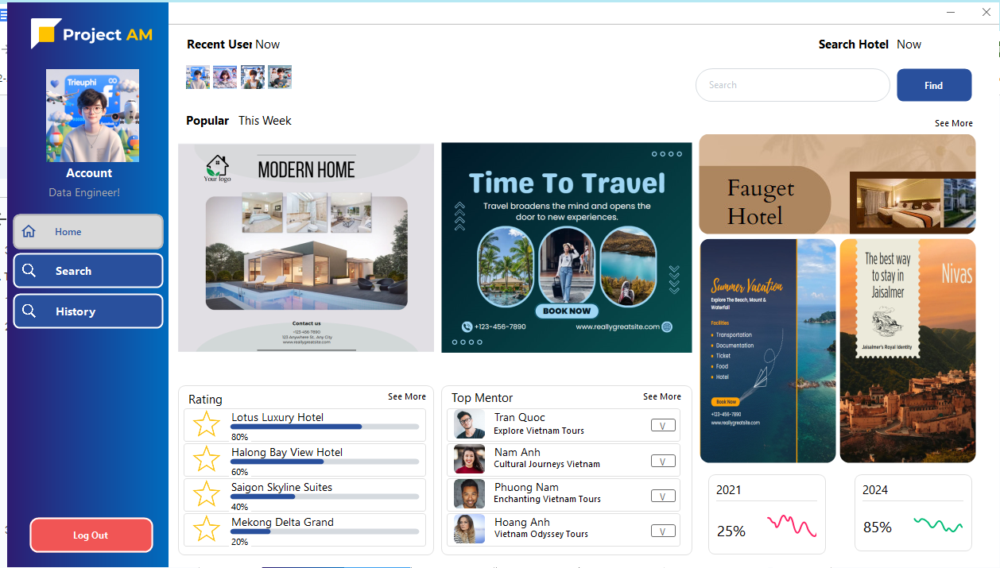 Project AM
Trieuphi
Account
Data Engineer!
Home
Search
History
Log Out
Recent User Now
Search Hotel Now
Search
Find
Popular This Week
See More
Your logo
MODERN HOME
Contact us
+123-456-7890
123 Anywhere St., Any City
www.reallygreatsite.com
Time To Travel
Travel broadens the mind and opens the
door to new experiences.
BOOK NOW
+123-456-7890
www.reallygreatsite.com
Fauget
Hotel
Summer Vacation
Explore The Beach, Mount &
Waterfall
Facilities
Transportation
Documentation
Ticket
Food
Hotel
Book Now
+123-456-7890
www.reallygreatsite.com
The best way
to stay in
Jaisalmer
Jaisalmer's Royal Identity
Nivas
Rating
See More
Lotus Luxury Hotel
80%
Halong Bay View Hotel
60%
Saigon Skyline Suites
40%
Mekong Delta Grand
20%
Top Mentor
See More
Tran Quoc
Explore Vietnam Tours
V
Nam Anh
Cultural Journeys Vietnam
V
Phuong Nam
Enchanting Vietnam Tours
V
Hoang Anh
Vietnam Odyssey Tours
V
2021
25%
2024
85%